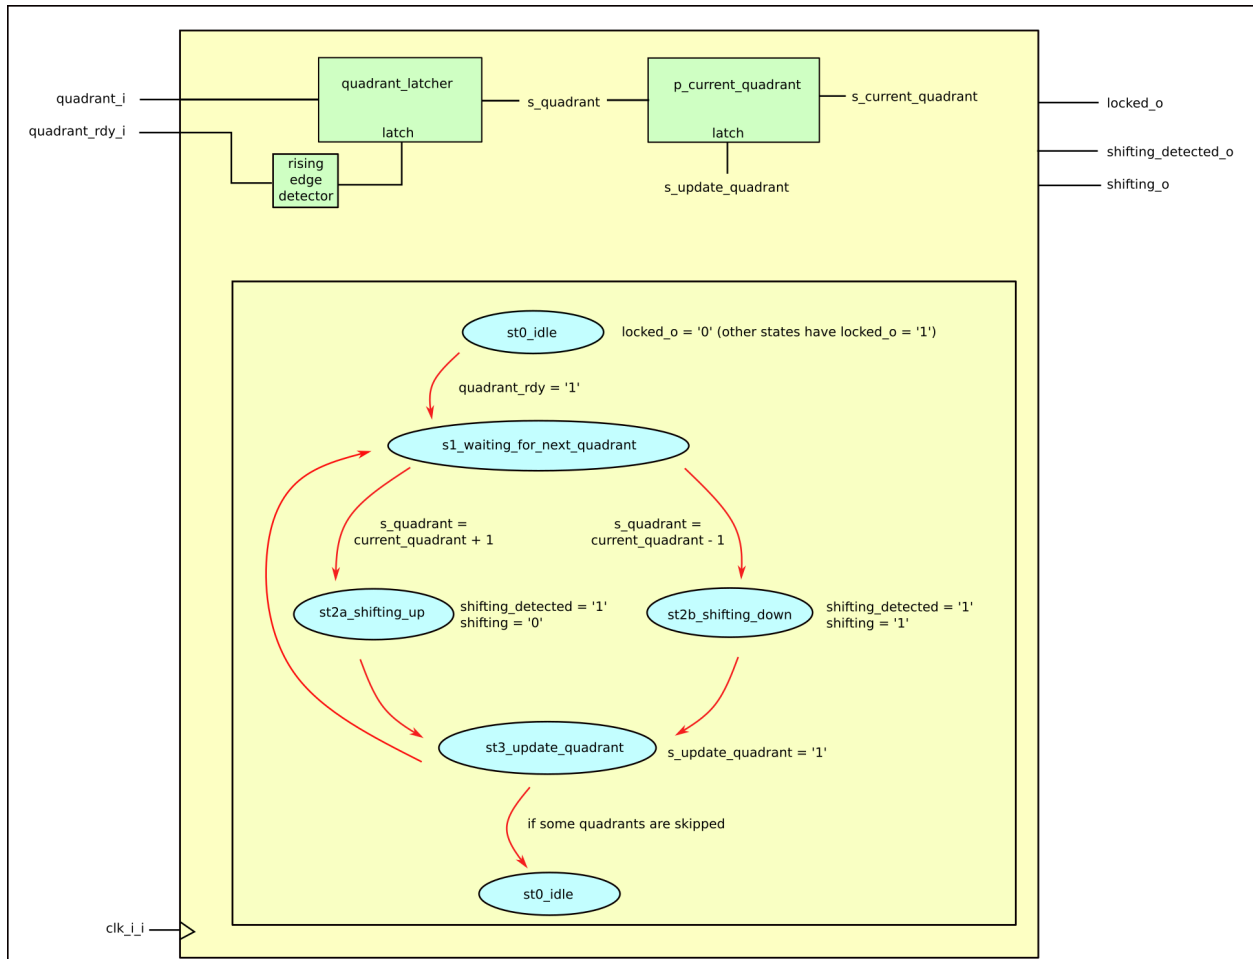 quadrant_i
quadrant_rdy_i
quadrant_latcher
latch
rising
edge
detector
s_quadrant
p_current_quadrant
latch
s_update_quadrant
s_current_quadrant
locked_o
shifting_detected_o
shifting_o
st0_idle
locked_o = '0' (other states have locked_o = '1')
quadrant_rdy = '1'
s1_waiting_for_next_quadrant
s_quadrant =
current_quadrant + 1
s_quadrant =
current_quadrant - 1
st2a_shifting_up
shifting_detected = '1'
shifting = '0'
st2b_shifting_down
shifting_detected = '1'
shifting = '1'
st3_update_quadrant
s_update_quadrant = '1'
if some quadrants are skipped
st0_idle
clk_i_i